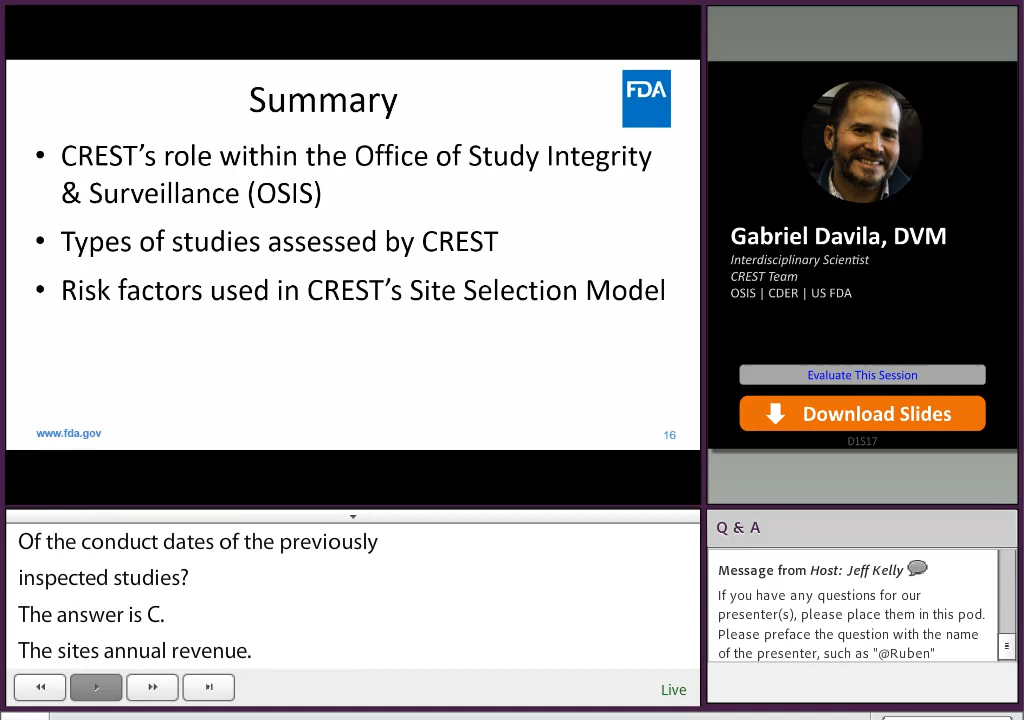 Summary
FDA
• CREST’s role within the Office of Study Integrity
& Surveillance (OSIS)
• Types of studies assessed by CREST
• Risk factors used in CREST’s Site Selection Model
www.fda.gov
16
Gabriel Davila, DVM
Interdisciplinary Scientist
CREST Team
OSIS | CDER | US FDA
Evaluate This Session
Download Slides
D1S17
Of the conduct dates of the previously
inspected studies?
The answer is C.
The sites annual revenue.
Live
Q & A
Message from Host: Jeff Kelly
If you have any questions for our
presenter(s), please place them in this pod.
Please preface the question with the name
of the presenter, such as "@Ruben"